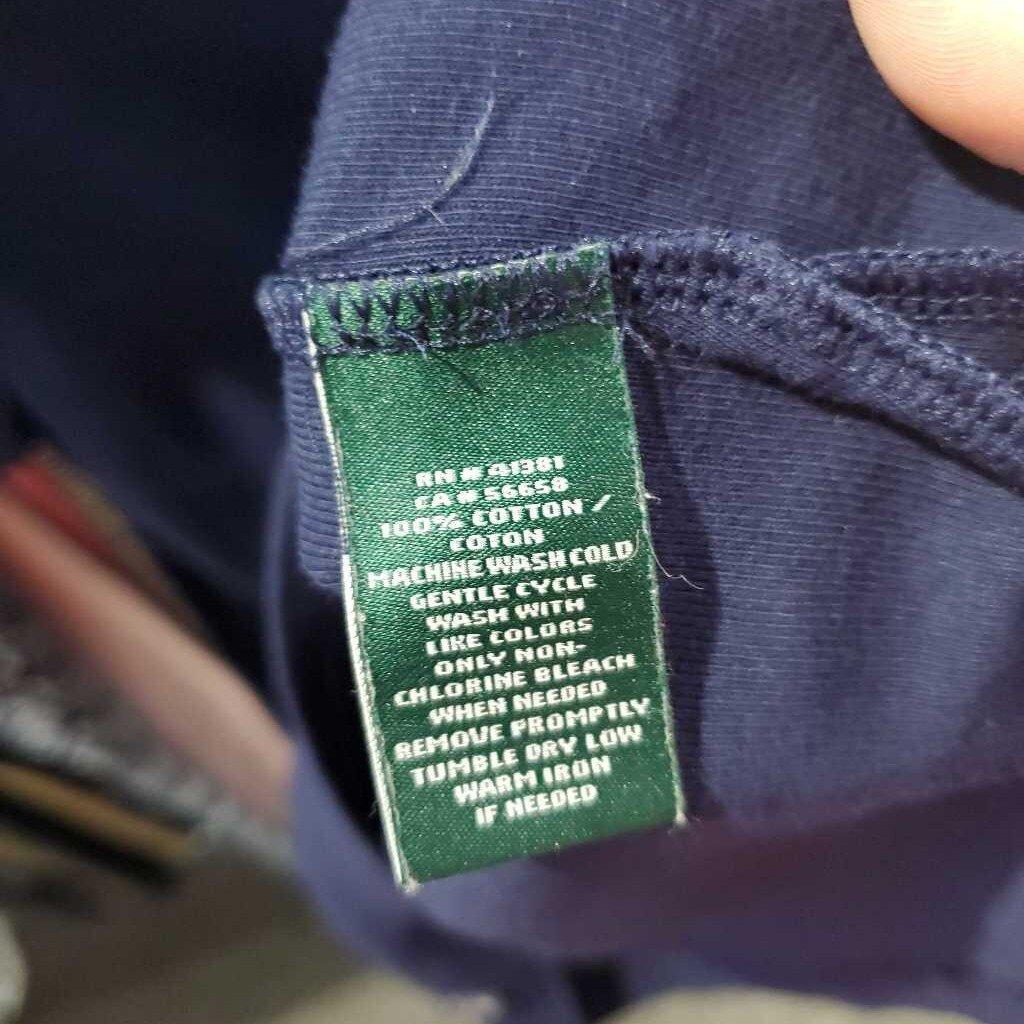 RN # 41381
CA # 56658
100% COTTON /
COTON
MACHINE WASH COLD
GENTLE CYCLE
WASH WITH
LIKE COLORS
ONLY NON-
CHLORINE BLEACH
WHEN NEEDED
REMOVE PROMPTLY
TUMBLE DRY LOW
WARM IRON
IF NEEDED